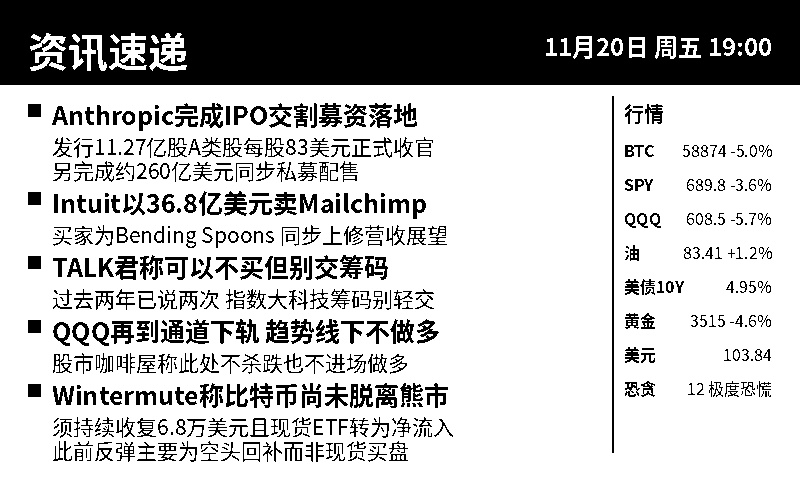 资讯速递
11月20日 周五 19:00
Anthropic完成IPO交割募资落地
发行11.27亿股A类股每股83美元正式收官
另完成约260亿美元同步私募配售
Intuit以36.8亿美元卖Mailchimp
买家为Bending Spoons 同步上修营收展望
TALK君称可以不买但别交筹码
过去两年已说两次 指数大科技筹码别轻交
QQQ再到通道下轨 趋势线下不做多
股市咖啡屋称此处不杀跌也不进场做多
Wintermute称比特币尚未脱离熊市
须持续收复6.8万美元且现货ETF转为净流入
此前反弹主要为空头回补而非现货买盘
行情
BTC 58874 -5.0%
SPY 689.8 -3.6%
QQQ 608.5 -5.7%
油 83.41 +1.2%
美债10Y 4.95%
黄金 3515 -4.6%
美元 103.84
恐贪 12 极度恐慌